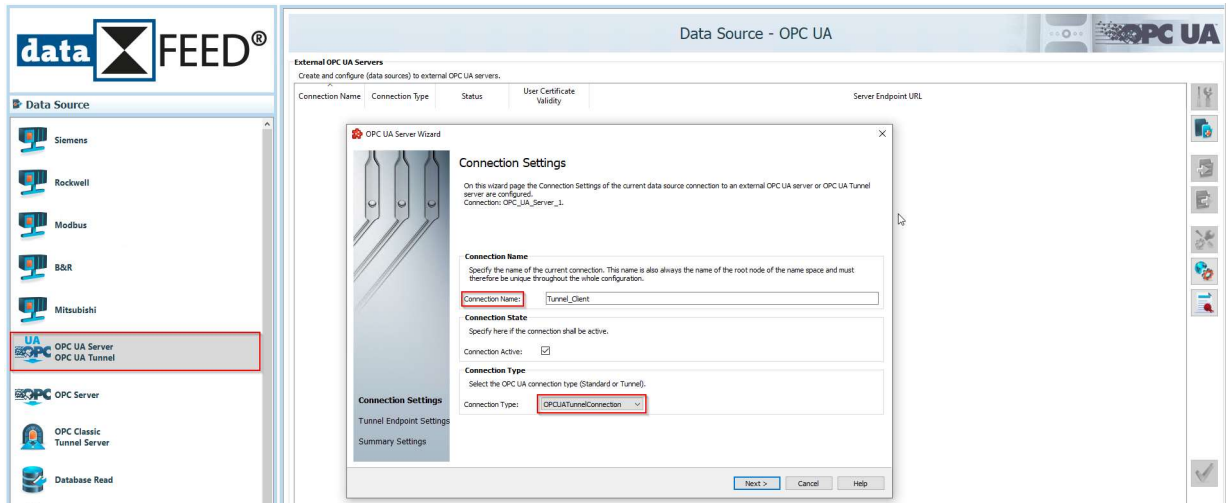 data FEED®
Data Source
Siemens
Rockwell
Modbus
B&R
Mitsubishi
UA
OPC
OPC UA Server
OPC UA Tunnel
OPC
OPC Server
OPC Classic
Tunnel Server
Database Read
Data Source - OPC UA
OPC UA
External OPC UA Servers
Create and configure (data sources) to external OPC UA servers.
Connection Name
Connection Type
Status
User Certificate
Validity
Server Endpoint URL
OPC UA Server Wizard
Connection Settings
On this wizard page the Connection Settings of the current data source connection to an external OPC UA server or OPC UA Tunnel
server are configured.
Connection: OPC_UA_Server_1.
Connection Name
Specify the name of the current connection. This name is also always the name of the root node of the name space and must
therefore be unique throughout the whole configuration.
Connection Name: Tunnel_Client
Connection State
Specify here if the connection shall be active.
Connection Active:
Connection Type
Select the OPC UA connection type (Standard or Tunnel).
Connection Type: OPCUATunnelConnection
Connection Settings
Tunnel Endpoint Settings
Summary Settings
Next >
Cancel
Help